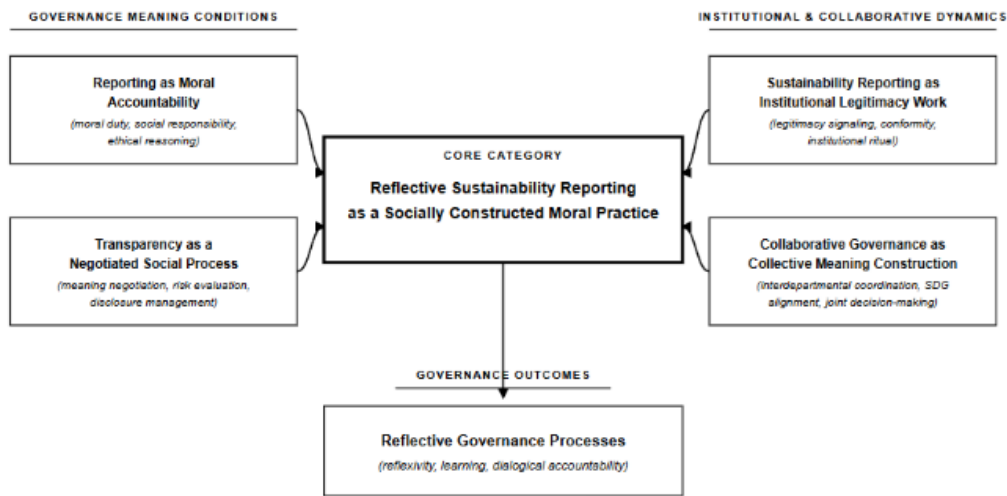 GOVERNANCE MEANING CONDITIONS
INSTITUTIONAL & COLLABORATIVE DYNAMICS
Reporting as Moral
Accountability
(moral duty, social responsibility,
ethical reasoning)
Sustainability Reporting as
Institutional Legitimacy Work
(legitimacy signaling, conformity,
institutional ritual)
CORE CATEGORY
Reflective Sustainability Reporting
as a Socially Constructed Moral Practice
Transparency as a
Negotiated Social Process
(meaning negotiation, risk evaluation,
disclosure management)
Collaborative Governance as
Collective Meaning Construction
(interdepartmental coordination, SDG
alignment, joint decision-making)
GOVERNANCE OUTCOMES
Reflective Governance Processes
(reflexivity, learning, dialogical accountability)